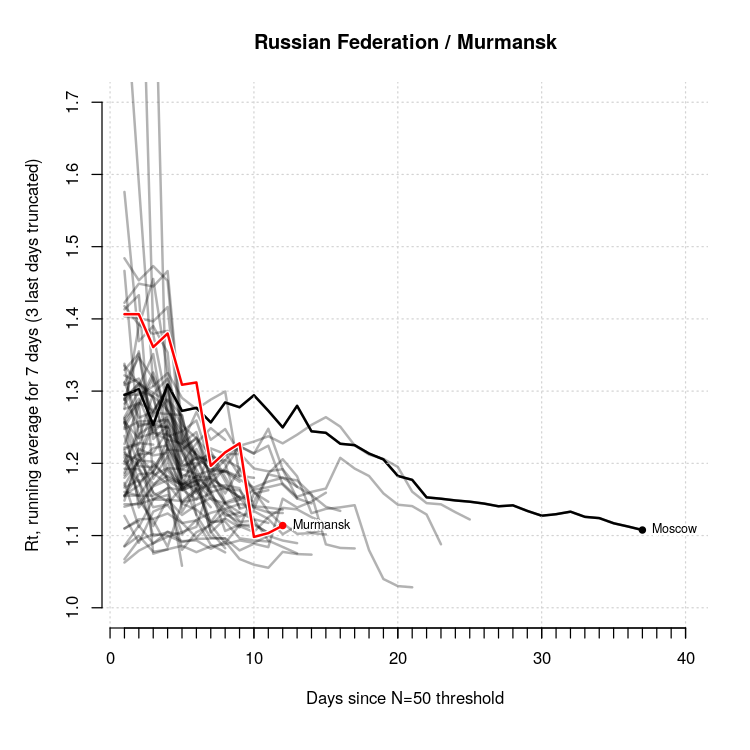 Russian Federation / Murmansk
Rt, running average for 7 days (3 last days truncated)
1.7
1.6
1.5
1.4
1.3
1.2
1.1
1.0
Murmansk
Moscow
0 10 20 30 40
Days since N=50 threshold